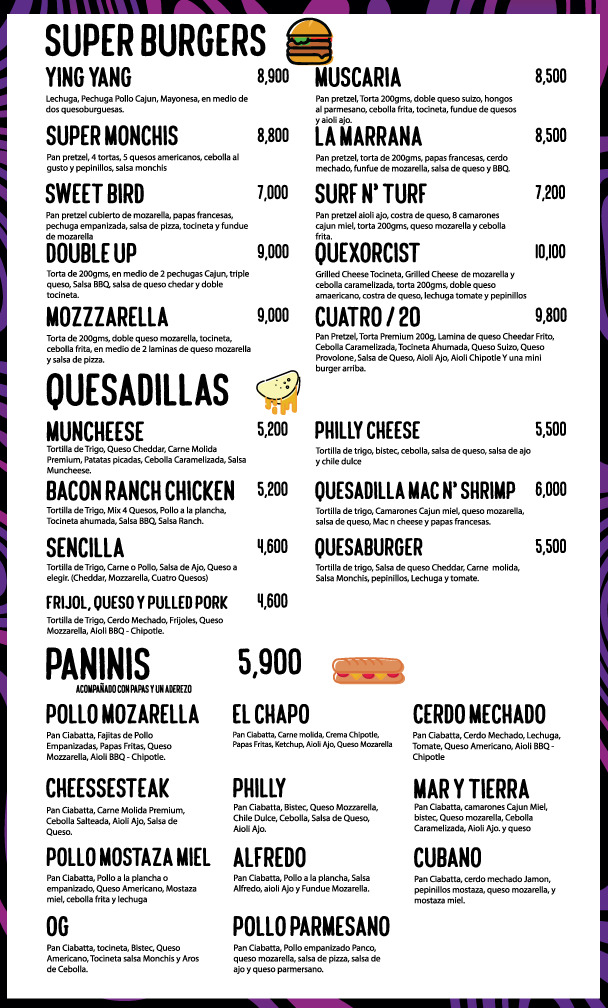 SUPER BURGERS
YING YANG 8,900
Lechuga, Pechuga Pollo Cajun, Mayonesa, en medio de
dos quesoburguesas.
SUPER MONCHIS 8,800
Pan pretzel, 4 tortas, 5 quesos americanos, cebolla al
gusto y pepinillos, salsa monchis
SWEET BIRD 7,000
Pan pretzel cubierto de mozarella, papas francesas,
pechuga empanizada, salsa de pizza, tocineta y fundue
de mozarella
DOUBLE UP 9,000
Torta de 200gms, en medio de 2 pechugas Cajun, triple
queso, Salsa BBQ, salsa de queso chedar y doble
tocineta.
MOZZZARELLA 9,000
Torta de 200gms, doble queso mozarella, tocineta,
cebolla frita, en medio de 2 laminas de queso mozarella
y salsa de pizza.
MUSCARIA 8,500
Pan pretzel, Torta 200gms, doble queso suizo, hongos
al parmesano, cebolla frita, tocineta, fundue de quesos
y aioli ajo.
LA MARRANA 8,500
Pan pretzel, torta de 200gms, papas francesas, cerdo
mechado, funfue de mozarella, salsa de queso y BBQ.
SURF N' TURF 7,200
Pan pretzel aioli ajo, costra de queso, 8 camarones
cajun miel, torta 200gms, queso mozarella y cebolla
frita.
QUEXORCIST 10,100
Grilled Cheese Tocineta, Grilled Cheese de mozarella y
cebolla caramelizada, torta 200gms, doble queso
amaericano, costra de queso, lechuga tomate y pepinillos
CUATRO / 20 9,800
Pan Pretzel, Torta Premium 200g, Lamina de queso Cheedar Frito,
Cebolla Caramelizada, Tocineta Ahumada, Queso Suizo, Queso
Provolone, Salsa de Queso, Aioli Ajo, Aioli Chipotle Y una mini
burger arriba.
QUESADILLAS
MUNCHEESE 5,200
Tortilla de Trigo, Queso Cheddar, Carne Molida
Premium, Patatas picadas, Cebolla Caramelizada, Salsa
Muncheese.
BACON RANCH CHICKEN 5,200
Tortilla de Trigo, Mix 4 Quesos, Pollo a la plancha,
Tocineta ahumada, Salsa BBQ, Salsa Ranch.
SENCILLA 4,600
Tortilla de Trigo, Carne o Pollo, Salsa de Ajo, Queso a
elegir. (Cheddar, Mozzarella, Cuatro Quesos)
FRIJOL, QUESO Y PULLED PORK 4,600
Tortilla de Trigo, Cerdo Mechado, Frijoles, Queso
Mozzarella, Aioli BBQ - Chipotle.
PHILLY CHEESE 5,500
Tortilla de trigo, bistec, cebolla, salsa de queso, salsa de ajo
y chile dulce
QUESADILLA MAC N' SHRIMP 6,000
Tortilla de trigo, Camarones Cajun miel, queso mozarella,
salsa de queso, Mac n cheese y papas francesas.
QUESABURGER 5,500
Tortilla de trigo, Salsa de queso Cheddar, Carne molida,
Salsa Monchis, pepinillos, Lechuga y tomate.
PANINIS 5,900
ACOMPAÑADO CON PAPAS Y UN ADEREZO
POLLO MOZARELLA
Pan Ciabatta, Fajitas de Pollo
Empanizadas, Papas Fritas, Queso
Mozzarella, Aioli BBQ - Chipotle.
EL CHAPO
Pan Ciabatta, Carne molida, Crema Chipotle,
Papas Fritas, Ketchup, Aioli Ajo, Queso Mozarella
CERDO MECHADO
Pan Ciabatta, Cerdo Mechado, Lechuga,
Tomate, Queso Americano, Aioli BBQ -
Chipotle
CHEESSESTEAK
Pan Ciabatta, Carne Molida Premium,
Cebolla Salteada, Aioli Ajo, Salsa de
Queso.
PHILLY
Pan Ciabatta, Bistec, Queso Mozzarella,
Chile Dulce, Cebolla, Salsa de Queso,
Aioli Ajo.
MAR Y TIERRA
Pan Ciabatta, camarones Cajun Miel,
bistec, Queso mozarella, Cebolla
Caramelizada, Aioli Ajo. y queso
POLLO MOSTAZA MIEL
Pan Ciabatta, Pollo a la plancha o
empanizado, Queso Americano, Mostaza
miel, cebolla frita y lechuga
ALFREDO
Pan Ciabatta, Pollo a la plancha, Salsa
Alfredo, aioli Ajo y Fundue Mozarella.
CUBANO
Pan Ciabatta, cerdo mechado Jamon,
pepinillos mostaza, queso mozarella, y
mostaza miel.
OG
Pan Ciabatta, tocineta, Bistec, Queso
Americano, Tocineta salsa Monchis y Aros
de Cebolla.
POLLO PARMESANO
Pan Ciabatta, Pollo empanizado Panco,
queso mozarella, salsa de pizza, salsa de
ajo y queso parmersano.